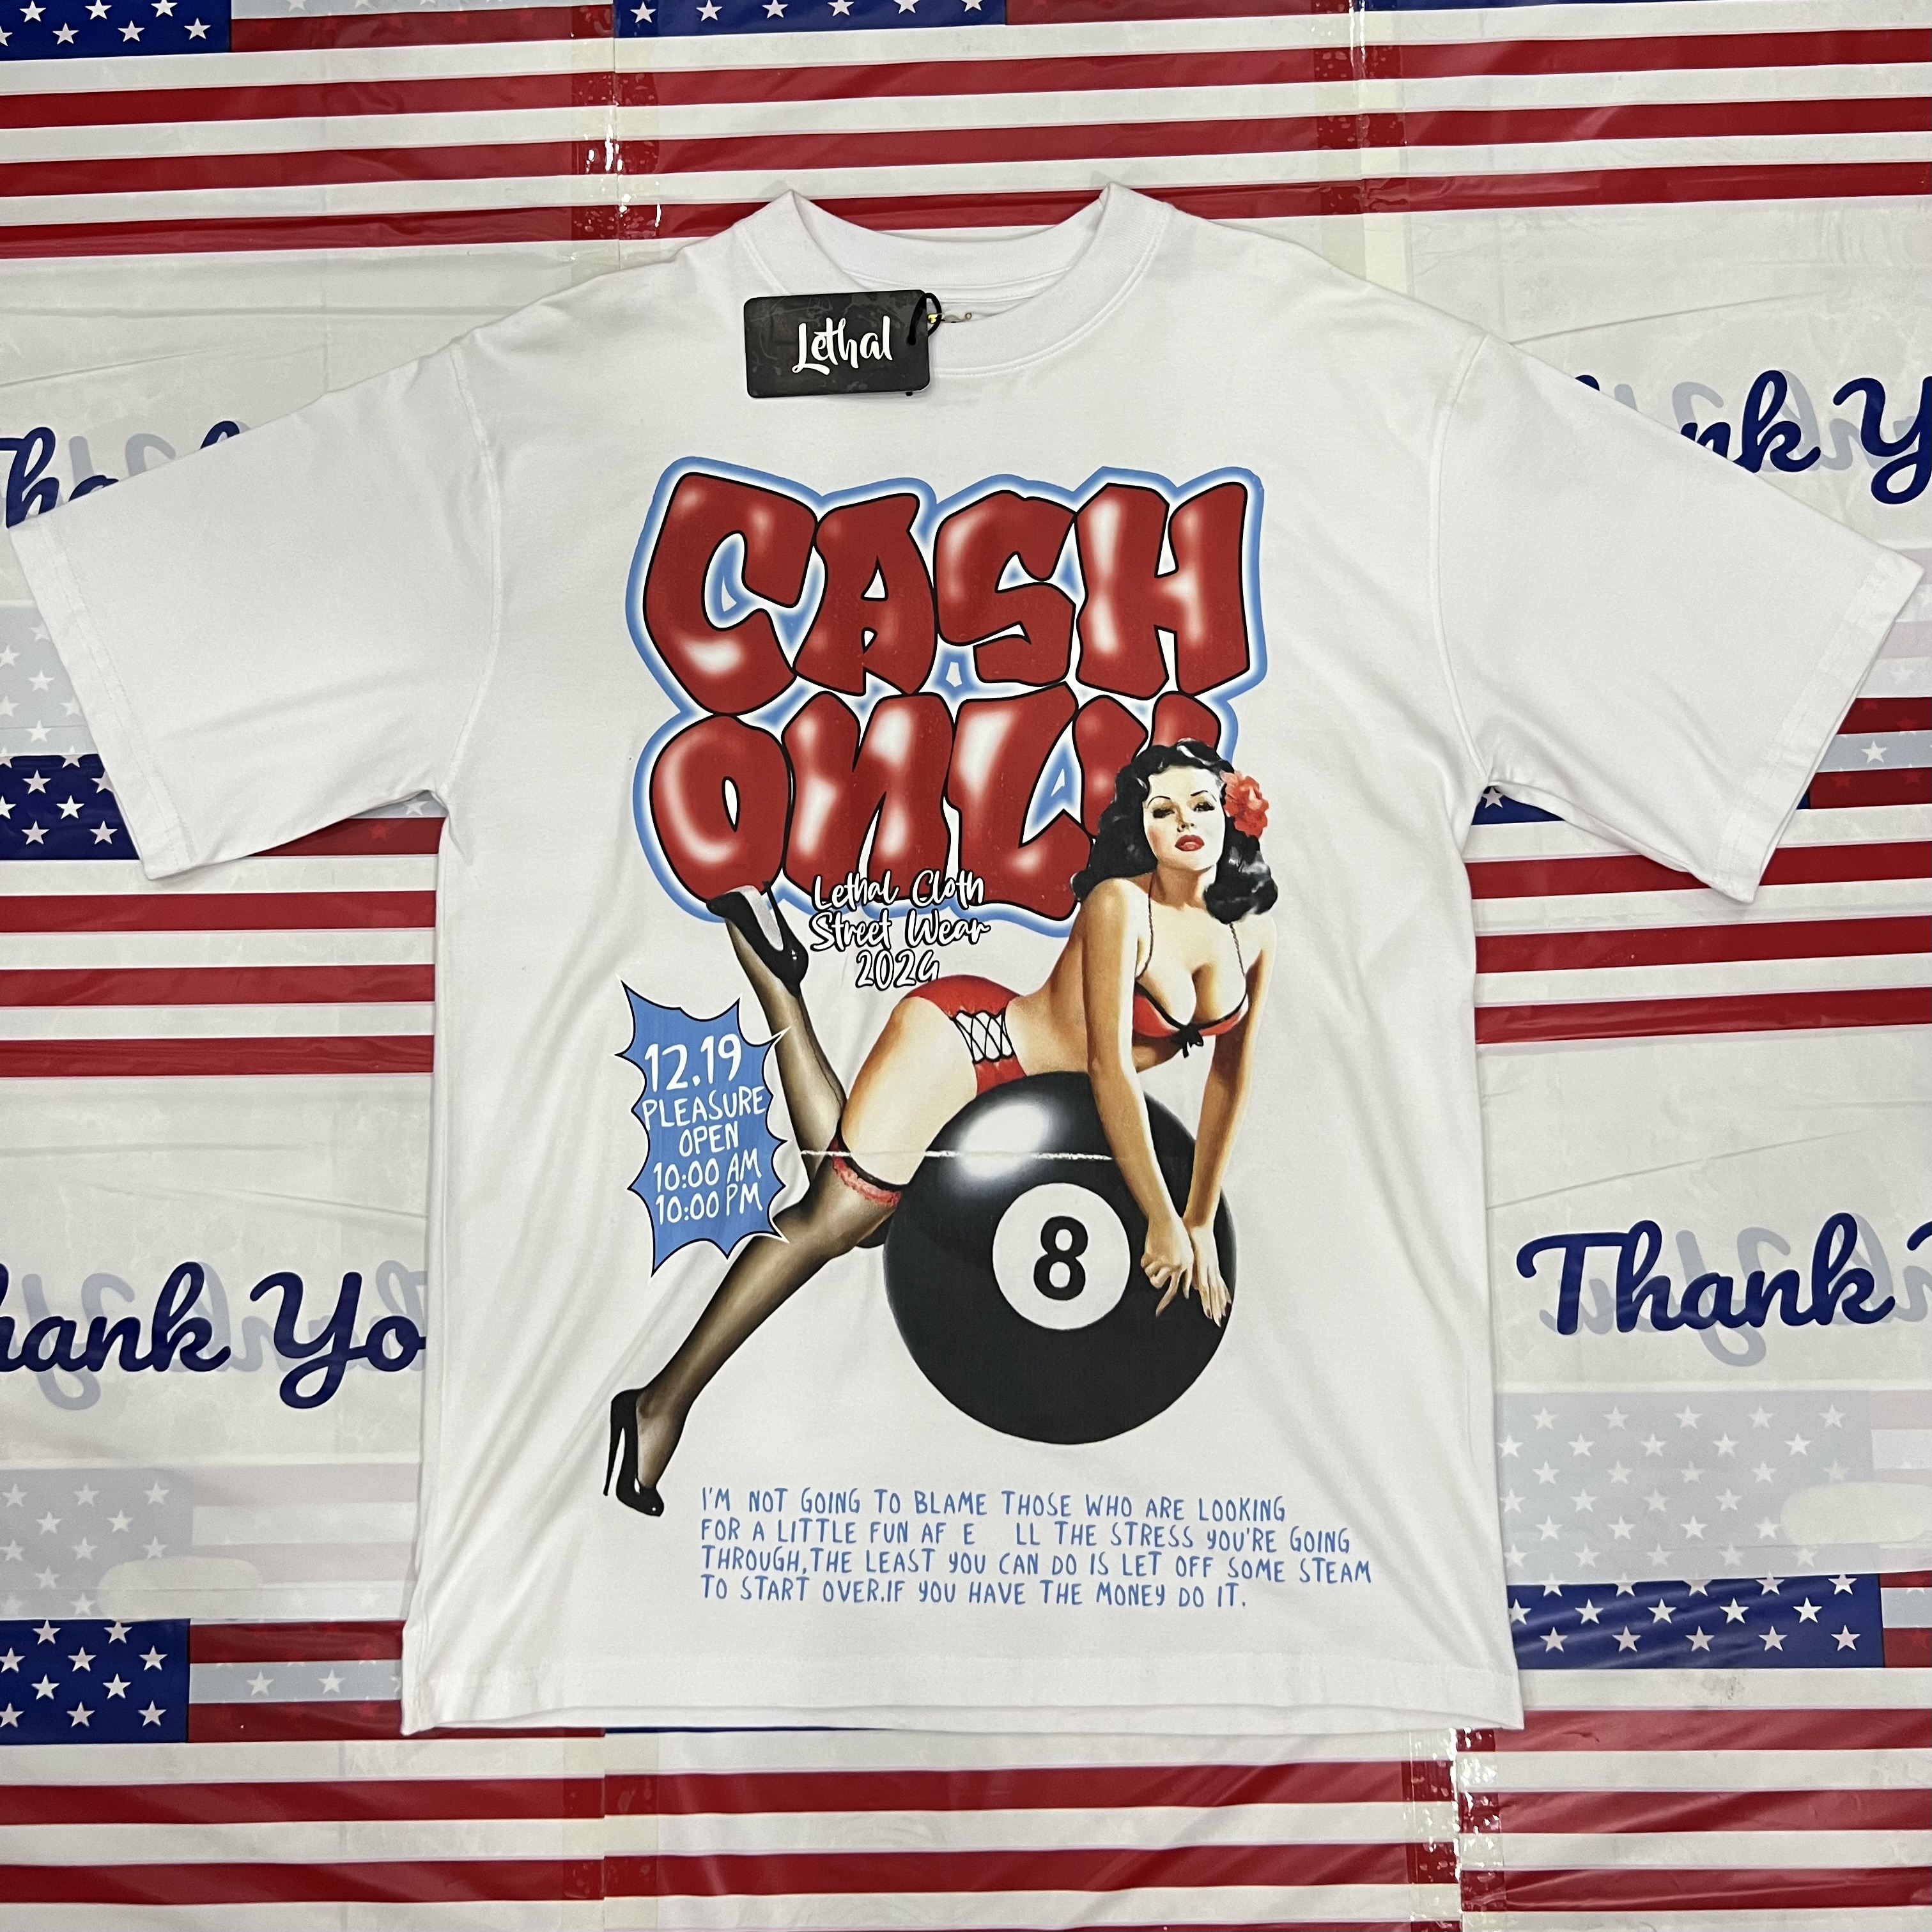 Thank Y
Lethal
CASH
ONLY
Lethal Cloth
Street Wear
2024
12.19
PLEASURE
OPEN
10:00 AM
10:00 PM
hank Yo
Thank
I'M NOT GOING TO BLAME THOSE WHO ARE LOOKING
FOR A LITTLE FUN AF E LL THE STRESS YOU'RE GOING
THROUGH,THE LEAST YOU CAN DO IS LET OFF SOME STEAM
TO START OVER.IF YOU HAVE THE MONEY DO IT.
8